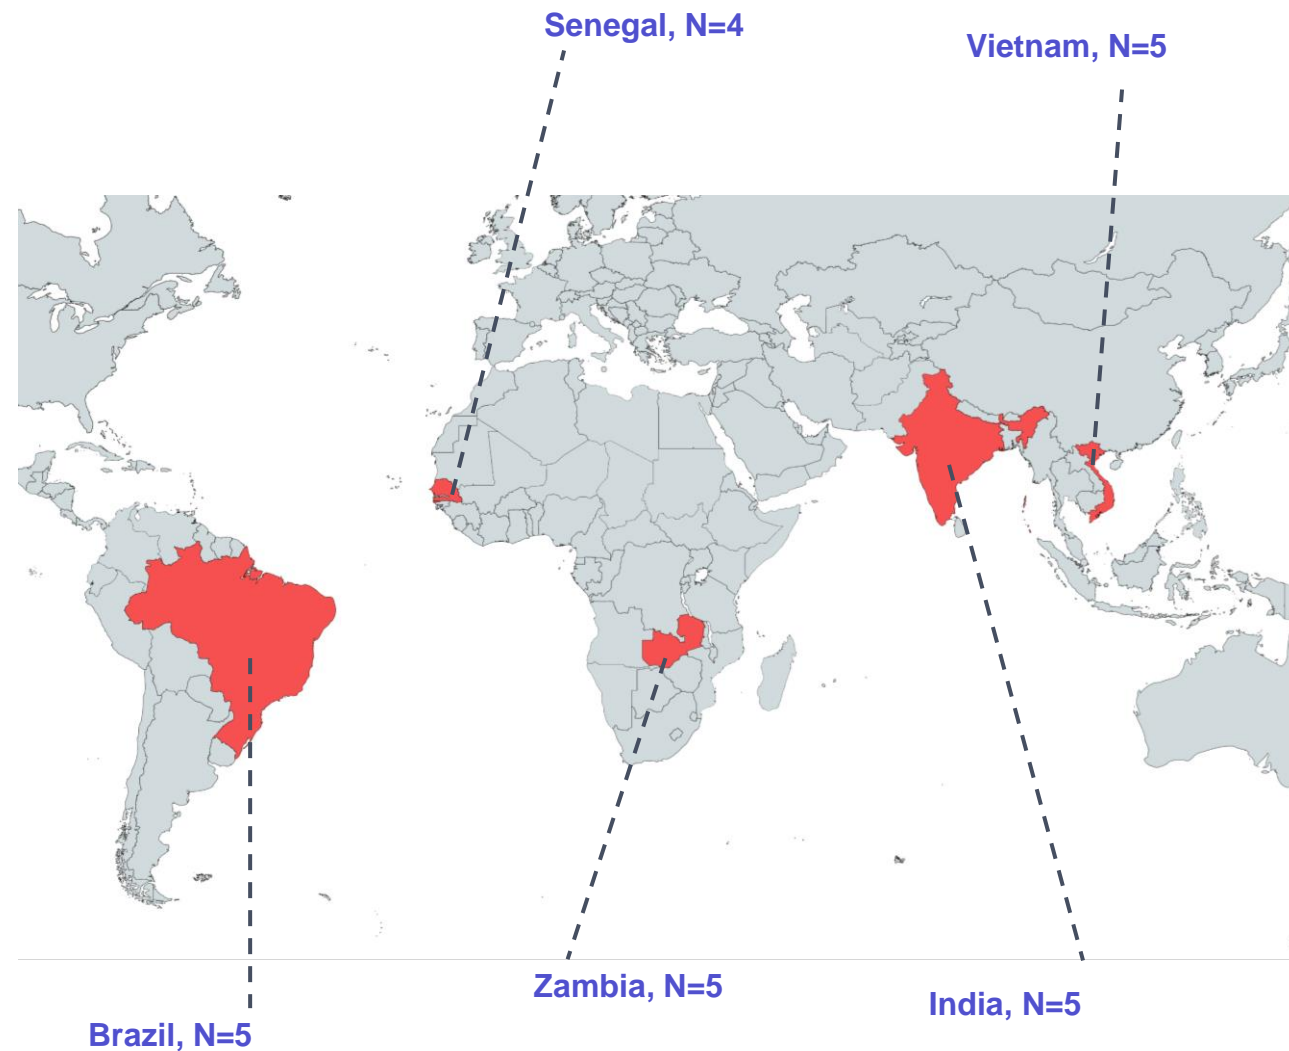 Senegal, N=4
Vietnam, N=5
Zambia, N=5
India, N=5
Brazil, N=5